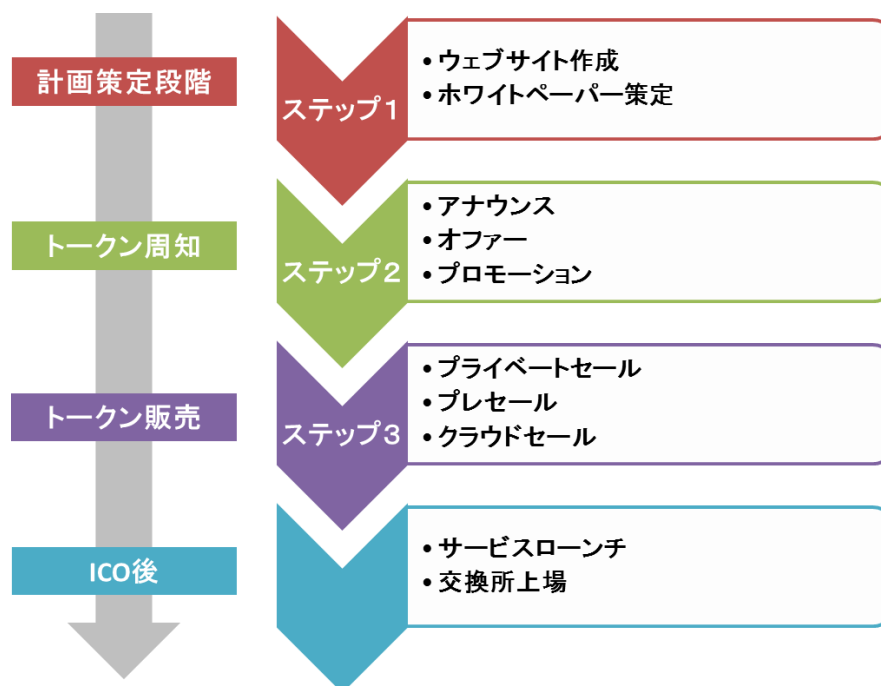 計画策定段階
ステップ１
• ウェブサイト作成
• ホワイトペーパー策定
トークン周知
ステップ２
• アナウンス
• オファー
• プロモーション
トークン販売
ステップ３
• プライベートセール
• プレセール
• クラウドセール
ICO後
• サービスローンチ
• 交換所上場